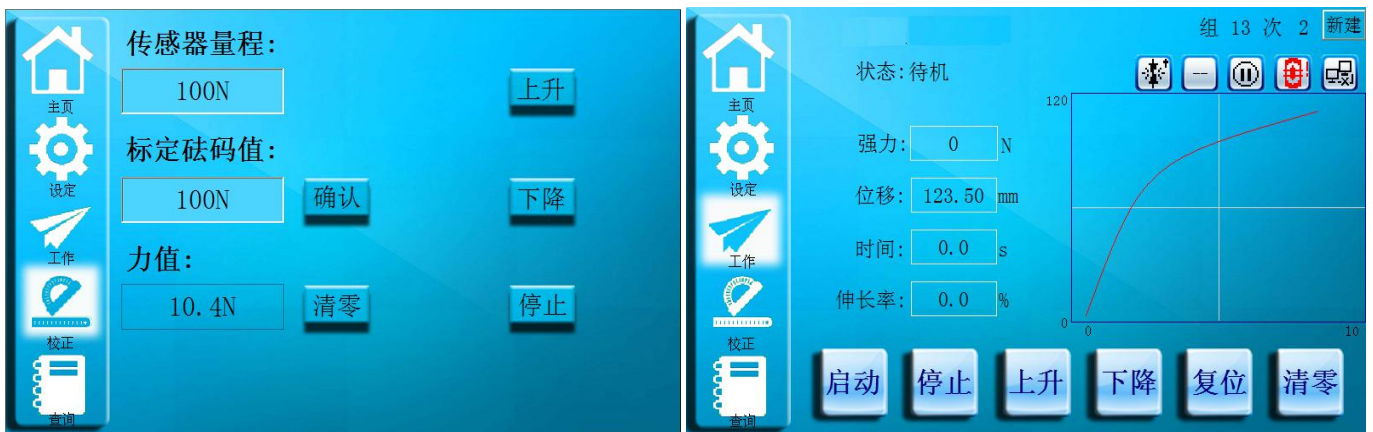 传感器量程:
100N
上升
主页
标定砝码值:
100N
确认
下降
设定
力值:
工作
10.4N
清零
停止
校正
查询
组 13 次 2 新建
状态:待机
主页
120
强力: 0 N
设定
位移: 123.50 mm
时间: 0.0 s
工作
伸长率: 0.0 %
0
0
10
校正
启动 停止 上升 下降 复位 清零
查询